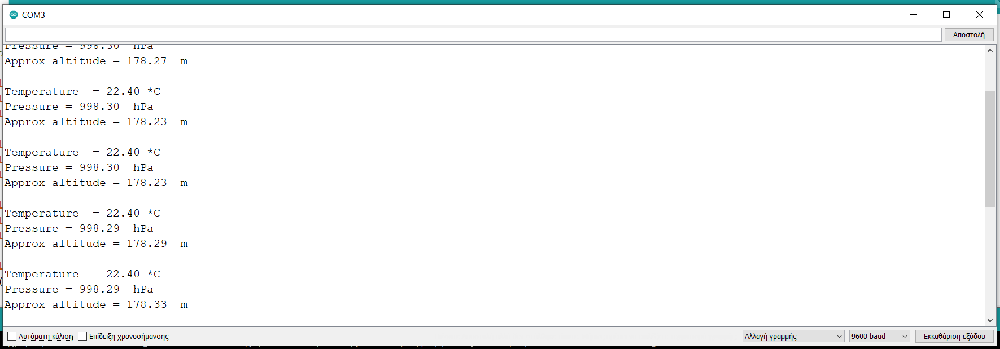 COM3
Αποστολή
Pressure = 998.30  hPa
Approx altitude = 178.27  m
Temperature  = 22.40 *C
Pressure = 998.30  hPa
Approx altitude = 178.23  m
Temperature  = 22.40 *C
Pressure = 998.30  hPa
Approx altitude = 178.23  m
Temperature  = 22.40 *C
Pressure = 998.29  hPa
Approx altitude = 178.29  m
Temperature  = 22.40 *C
Pressure = 998.29  hPa
Approx altitude = 178.33  m
Αυτόματη κύλιση Επίδειξη χρονοσήμανσης Αλλαγή γραμμής 9600 baud Εκκαθάριση εξόδου